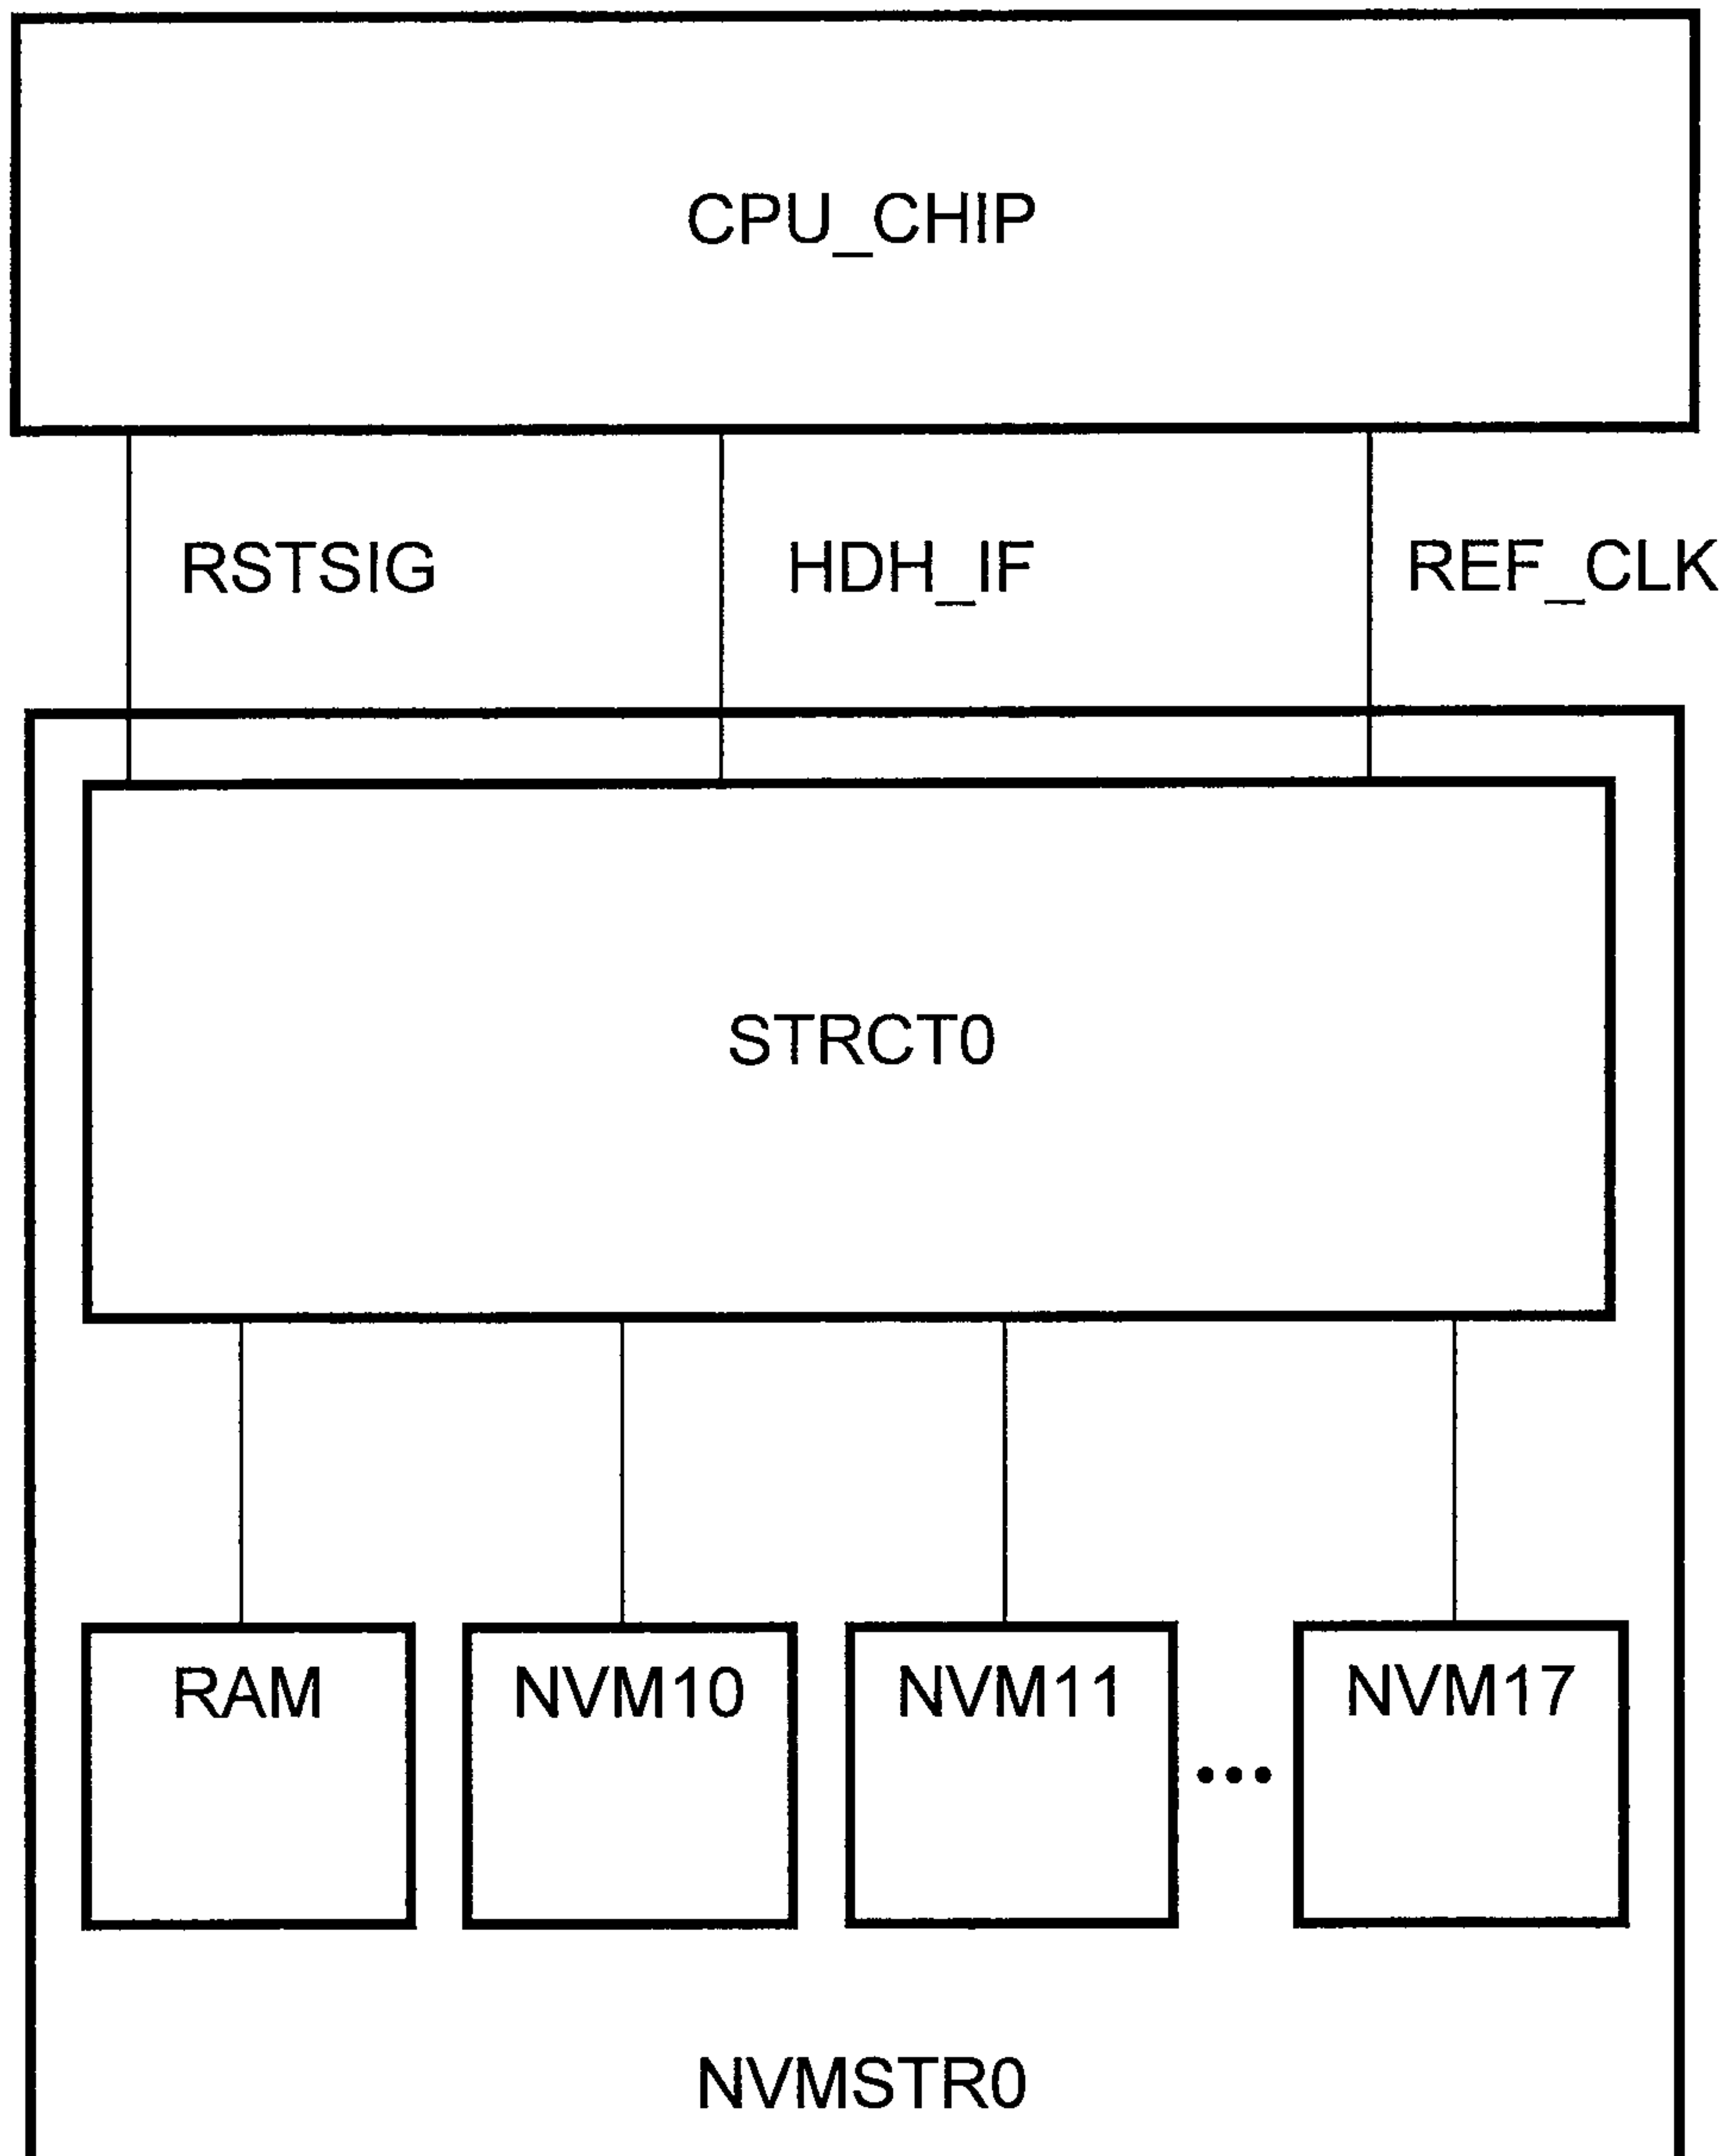 CPU_CHIP
RSTSIG HDH_IF REF_CLK
STRCT0
RAM NVM10 NVM11 ... NVM17
NVMSTR0